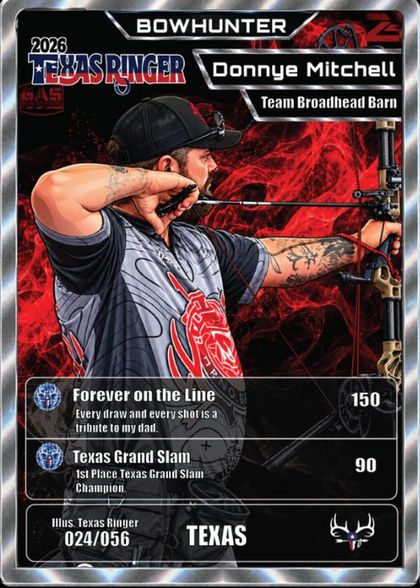 BOWHUNTER
2026
TEXAS RINGER
Donnye Mitchell
Team Broadhead Barn
GAS
Forever on the Line
150
Every draw and every shot is a
tribute to my dad.
Texas Grand Slam
90
1st Place Texas Grand Slam
Champion.
Illus. Texas Ringer
024/056
TEXAS